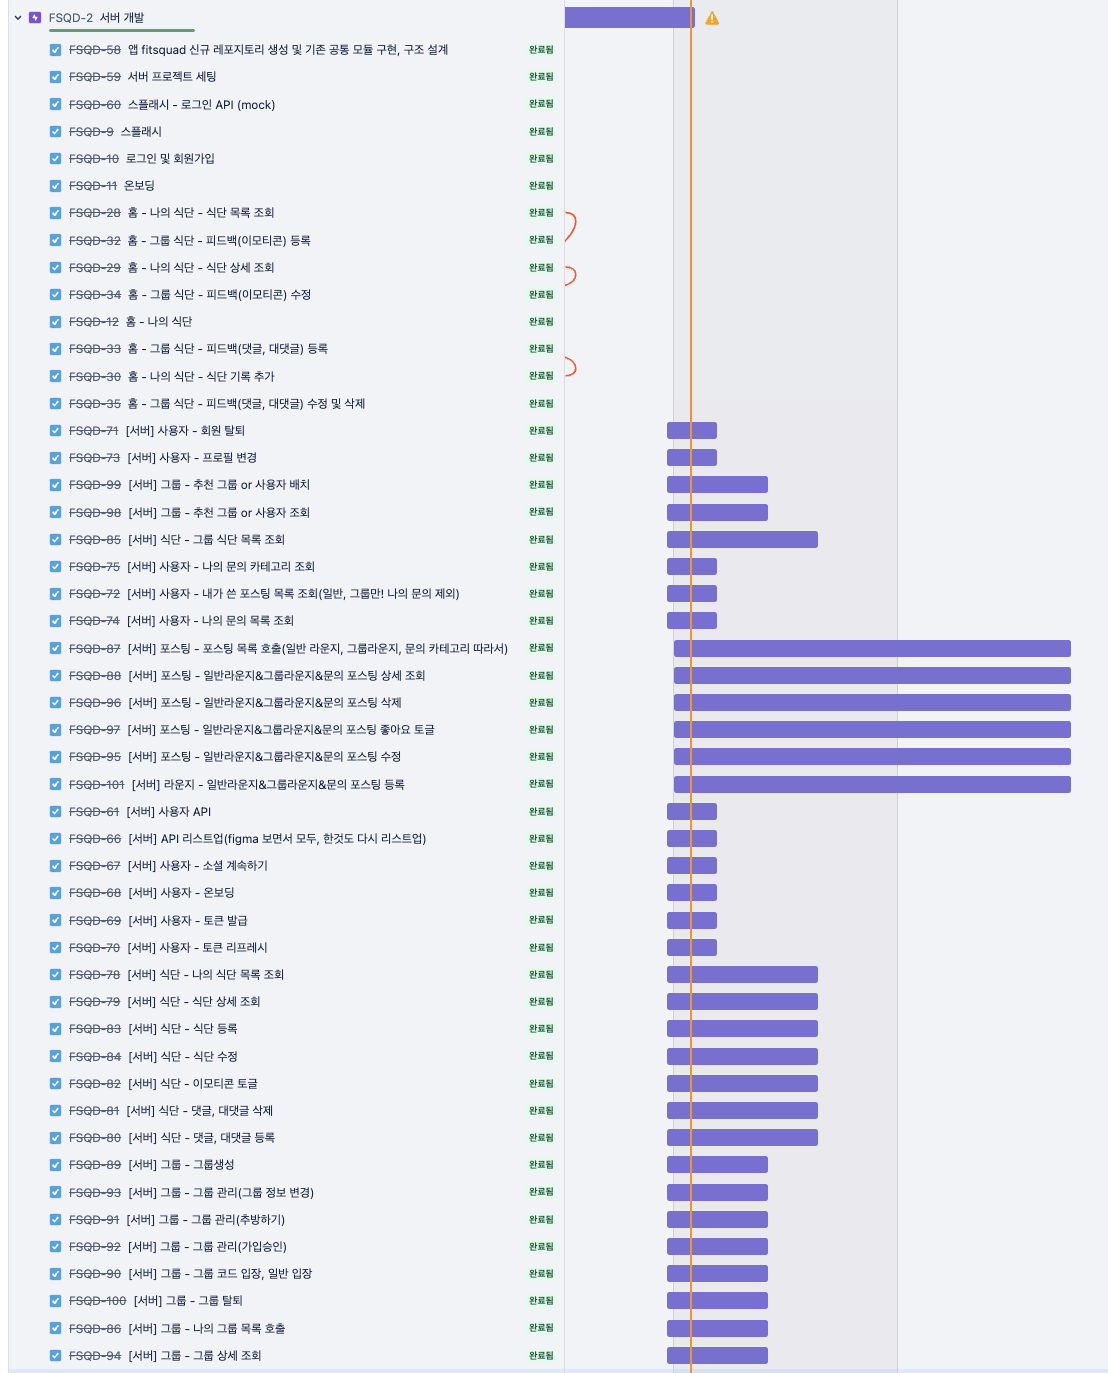 FSQD-2 서버 개발
FSQD-58 앱 fitsquad 신규 레포지토리 생성 및 기존 공통 모듈 구현, 구조 설계 완료됨
FSQD-59 서버 프로젝트 세팅 완료됨
FSQD-60 스플래시 - 로그인 API (mock) 완료됨
FSQD-9 스플래시 완료됨
FSQD-10 로그인 및 회원가입 완료됨
FSQD-11 온보딩 완료됨
FSQD-28 홈 - 나의 식단 - 식단 목록 조회 완료됨
FSQD-32 홈 - 그룹 식단 - 피드백(이모티콘) 등록 완료됨
FSQD-29 홈 - 나의 식단 - 식단 상세 조회 완료됨
FSQD-34 홈 - 그룹 식단 - 피드백(이모티콘) 수정 완료됨
FSQD-12 홈 - 나의 식단 완료됨
FSQD-33 홈 - 그룹 식단 - 피드백(댓글, 대댓글) 등록 완료됨
FSQD-30 홈 - 나의 식단 - 식단 기록 추가 완료됨
FSQD-35 홈 - 그룹 식단 - 피드백(댓글, 대댓글) 수정 및 삭제 완료됨
FSQD-71 [서버] 사용자 - 회원 탈퇴 완료됨
FSQD-73 [서버] 사용자 - 프로필 변경 완료됨
FSQD-99 [서버] 그룹 - 추천 그룹 or 사용자 배치 완료됨
FSQD-98 [서버] 그룹 - 추천 그룹 or 사용자 조회 완료됨
FSQD-85 [서버] 식단 - 그룹 식단 목록 조회 완료됨
FSQD-75 [서버] 사용자 - 나의 문의 카테고리 조회 완료됨
FSQD-72 [서버] 사용자 - 내가 쓴 포스팅 목록 조회(일반, 그룹만! 나의 문의 제외) 완료됨
FSQD-74 [서버] 사용자 - 나의 문의 목록 조회 완료됨
FSQD-87 [서버] 포스팅 - 포스팅 목록 호출(일반 라운지, 그룹라운지, 문의 카테고리 따라서) 완료됨
FSQD-88 [서버] 포스팅 - 일반라운지&그룹라운지&문의 포스팅 상세 조회 완료됨
FSQD-96 [서버] 포스팅 - 일반라운지&그룹라운지&문의 포스팅 삭제 완료됨
FSQD-97 [서버] 포스팅 - 일반라운지&그룹라운지&문의 포스팅 좋아요 토글 완료됨
FSQD-95 [서버] 포스팅 - 일반라운지&그룹라운지&문의 포스팅 수정 완료됨
FSQD-101 [서버] 라운지 - 일반라운지&그룹라운지&문의 포스팅 등록 완료됨
FSQD-61 [서버] 사용자 API 완료됨
FSQD-66 [서버] API 리스트업(figma 보면서 모두, 한것도 다시 리스트업) 완료됨
FSQD-67 [서버] 사용자 - 소셜 계속하기 완료됨
FSQD-68 [서버] 사용자 - 온보딩 완료됨
FSQD-69 [서버] 사용자 - 토큰 발급 완료됨
FSQD-70 [서버] 사용자 - 토큰 리프레시 완료됨
FSQD-78 [서버] 식단 - 나의 식단 목록 조회 완료됨
FSQD-79 [서버] 식단 - 식단 상세 조회 완료됨
FSQD-83 [서버] 식단 - 식단 등록 완료됨
FSQD-84 [서버] 식단 - 식단 수정 완료됨
FSQD-82 [서버] 식단 - 이모티콘 토글 완료됨
FSQD-81 [서버] 식단 - 댓글, 대댓글 삭제 완료됨
FSQD-80 [서버] 식단 - 댓글, 대댓글 등록 완료됨
FSQD-89 [서버] 그룹 - 그룹생성 완료됨
FSQD-93 [서버] 그룹 - 그룹 관리(그룹 정보 변경) 완료됨
FSQD-91 [서버] 그룹 - 그룹 관리(추방하기) 완료됨
FSQD-92 [서버] 그룹 - 그룹 관리(가입승인) 완료됨
FSQD-90 [서버] 그룹 - 그룹 코드 입장, 일반 입장 완료됨
FSQD-100 [서버] 그룹 - 그룹 탈퇴 완료됨
FSQD-86 [서버] 그룹 - 나의 그룹 목록 호출 완료됨
FSQD-94 [서버] 그룹 - 그룹 상세 조회 완료됨